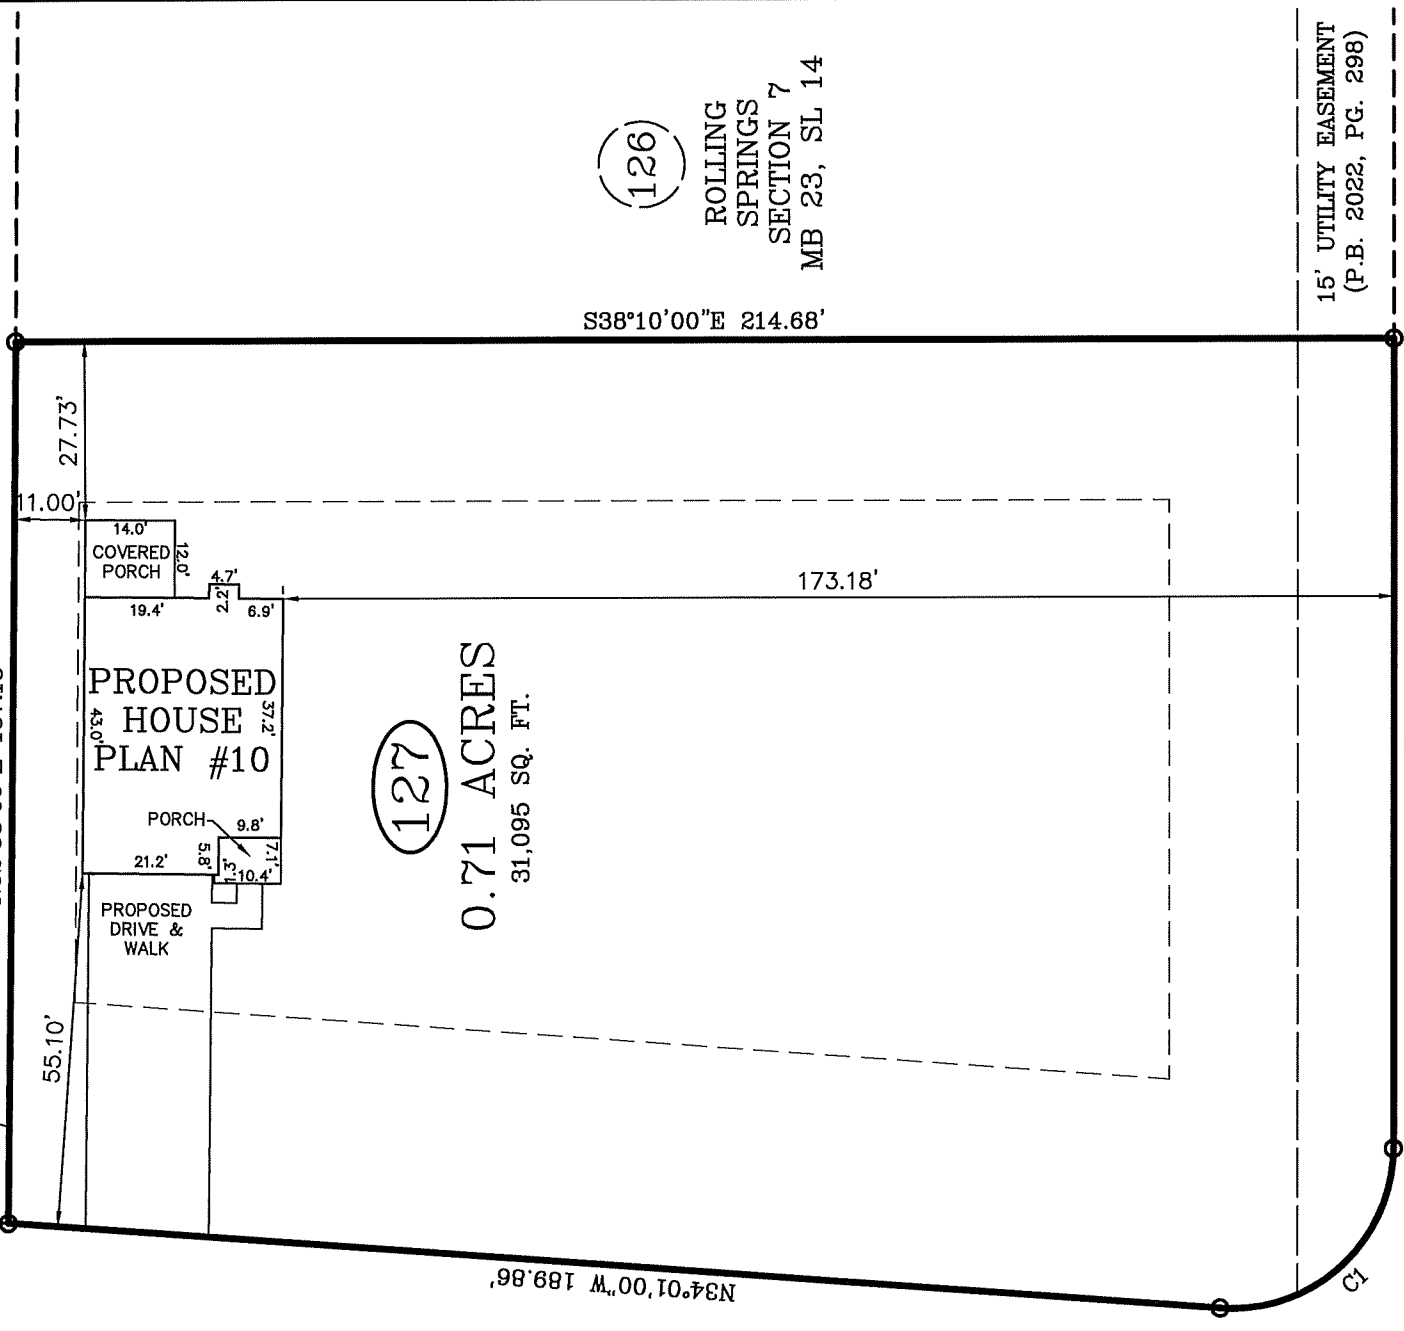 126
ROLLING
SPRINGS
SECTION 7
MB 23, SL 14
15' UTILITY EASEMENT
(P.B. 2022, PG. 298)
S38°10'00"E 214.68'
27.73'
11.00'
14.0'
COVERED
PORCH
12.0'
4.7'
2.2'
19.4'
6.9'
173.18'
PROPOSED
HOUSE
PLAN #10
43.0'
37.2'
127
0.71 ACRES
31,095 SQ. FT.
PORCH
9.8'
21.2'
5.8'
7.1'
1.3'
10.4'
PROPOSED
DRIVE &
WALK
55.10'
N34°01'00"W 189.86'
C1